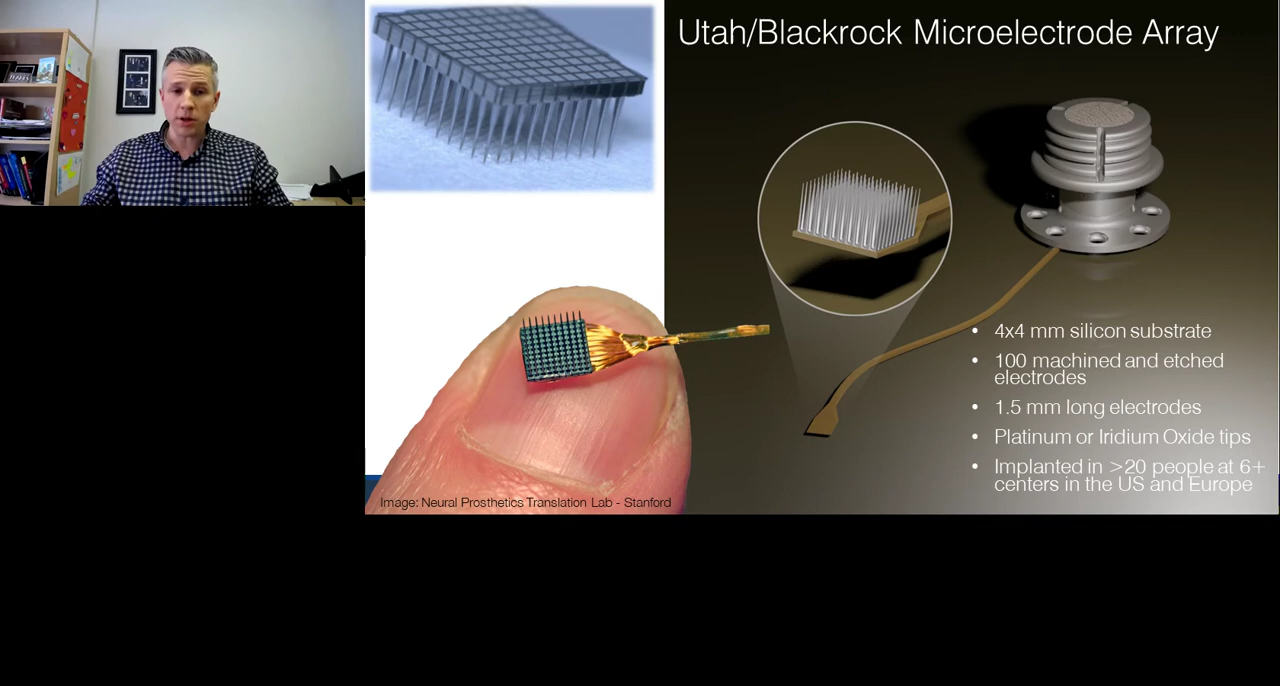 Utah/Blackrock Microelectrode Array
4x4 mm silicon substrate
100 machined and etched
electrodes
1.5 mm long electrodes
Platinum or Iridium Oxide tips
Implanted in >20 people at 6+
centers in the US and Europe
Image: Neural Prosthetics Translation Lab - Stanford